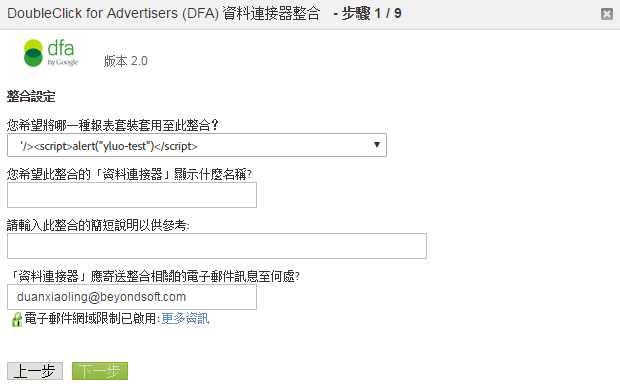 DoubleClick for Advertisers (DFA) 資料連接器整合 - 步驟 1 / 9
dfa
by Google
版本 2.0
整合設定
您希望將哪一種報表套裝套用至此整合?
'/><script>alert("yluo-test")</script>
您希望此整合的「資料連接器」顯示什麼名稱?
請輸入此整合的簡短說明以供參考:
「資料連接器」應寄送整合相關的電子郵件訊息至何處?
duanxiaoling@beyondsoft.com
電子郵件網域限制已啟用: 更多資訊
上一步 下一步